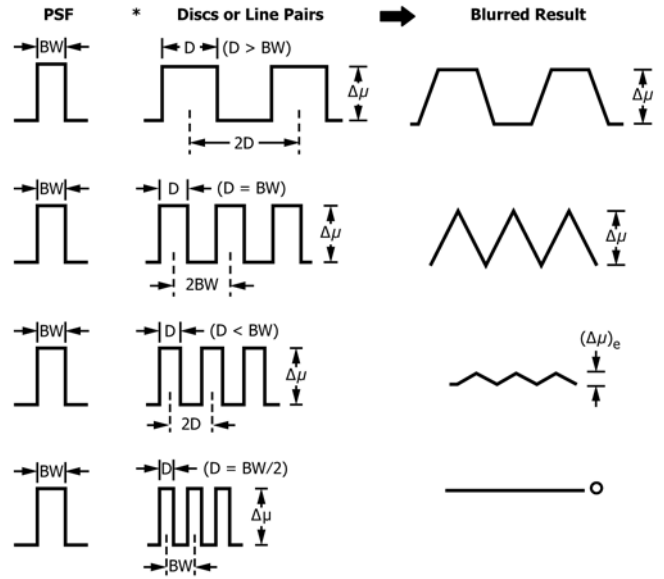 PSF * Discs or Line Pairs Blurred Result
BW D (D > BW)
Δμ Δμ
2D
BW D (D = BW)
Δμ Δμ
2BW
BW D (D < BW)
(Δμ)e
Δμ
2D
BW D (D = BW/2)
Δμ
BW